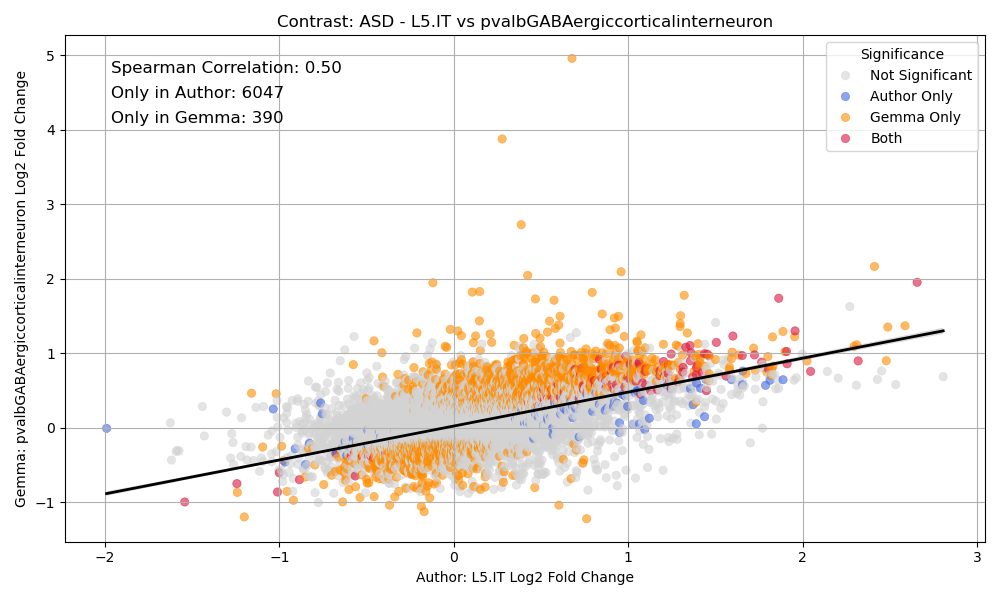 Contrast: ASD - L5.IT vs pvalbGABAergiccorticalinterneuron
Spearman Correlation: 0.50
Only in Author: 6047
Only in Gemma: 390
Significance
Not Significant
Author Only
Gemma Only
Both
Gemma: pvalbGABAergiccorticalinterneuron Log2 Fold Change
5
4
3
2
1
0
−1
−2
−1
0
1
2
3
Author: L5.IT Log2 Fold Change